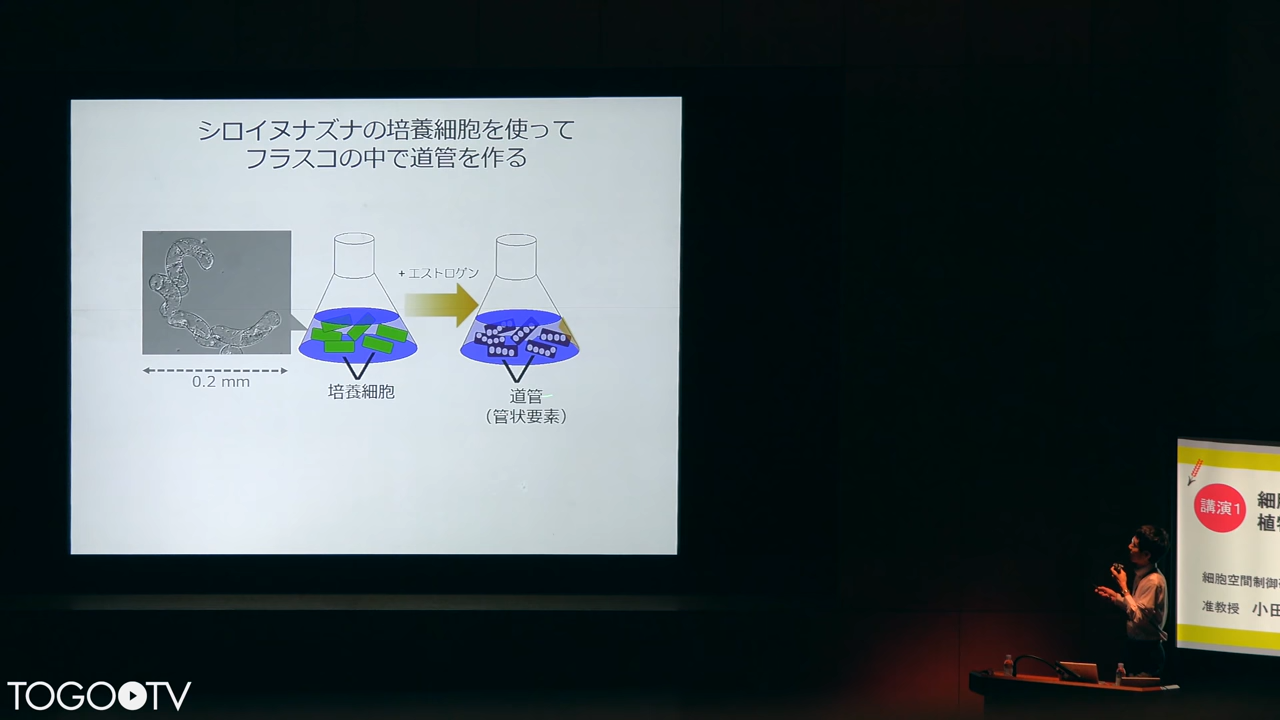 シロイヌナズナの培養細胞を使って
フラスコの中で道管を作る
+エストロゲン
0.2 mm
培養細胞
道管
(管状要素)
講演1
細
植
細胞空間制御
准教授 小田
TOGO TV